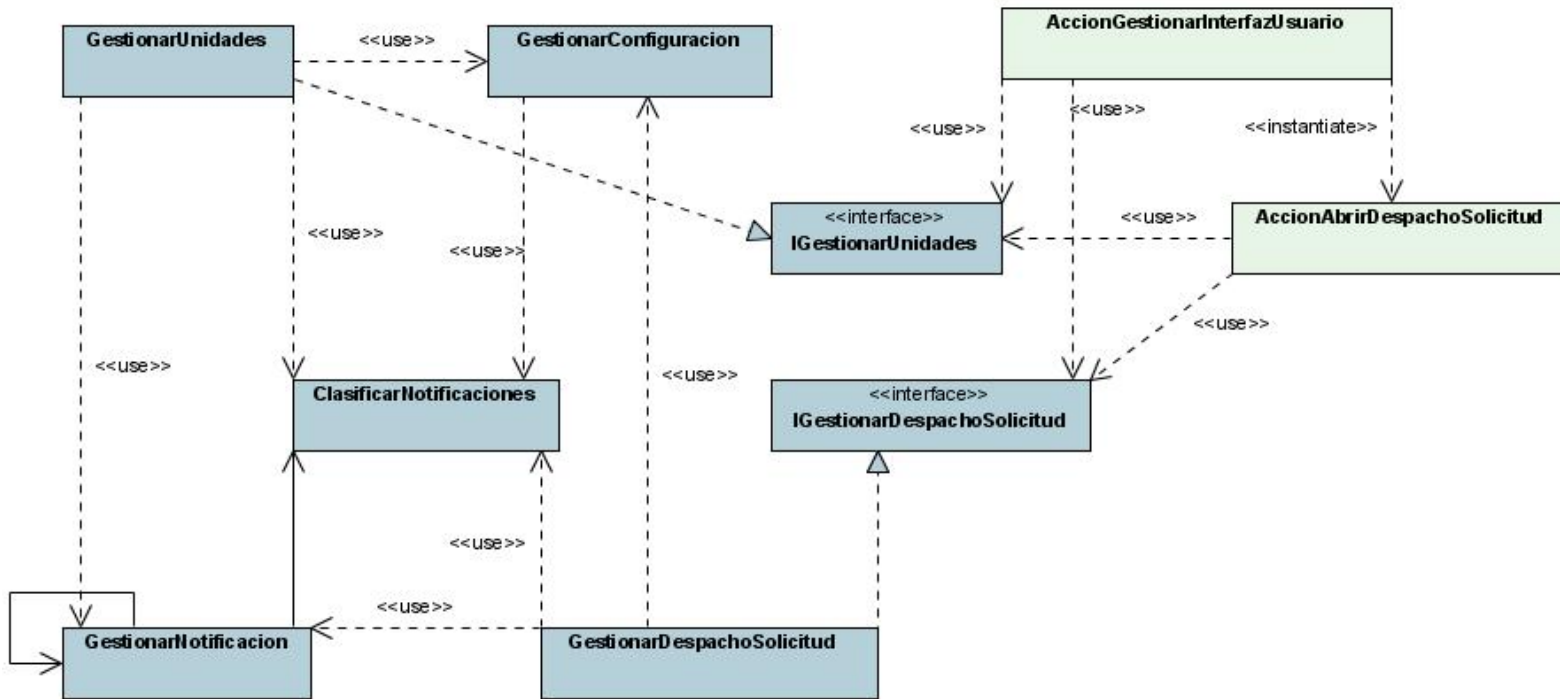 GestionarUnidades
<<use>>
GestionarConfiguracion
AccionGestionarInterfazUsuario
<<use>>
<<use>>
<<instantiate>>
<<interface>>
IGestionarUnidades
<<use>>
AccionAbrirDespachoSolicitud
<<use>>
<<use>>
<<use>>
<<use>>
<<use>>
ClasificarNotificaciones
<<interface>>
IGestionarDespachoSolicitud
<<use>>
<<use>>
GestionarNotificacion
GestionarDespachoSolicitud